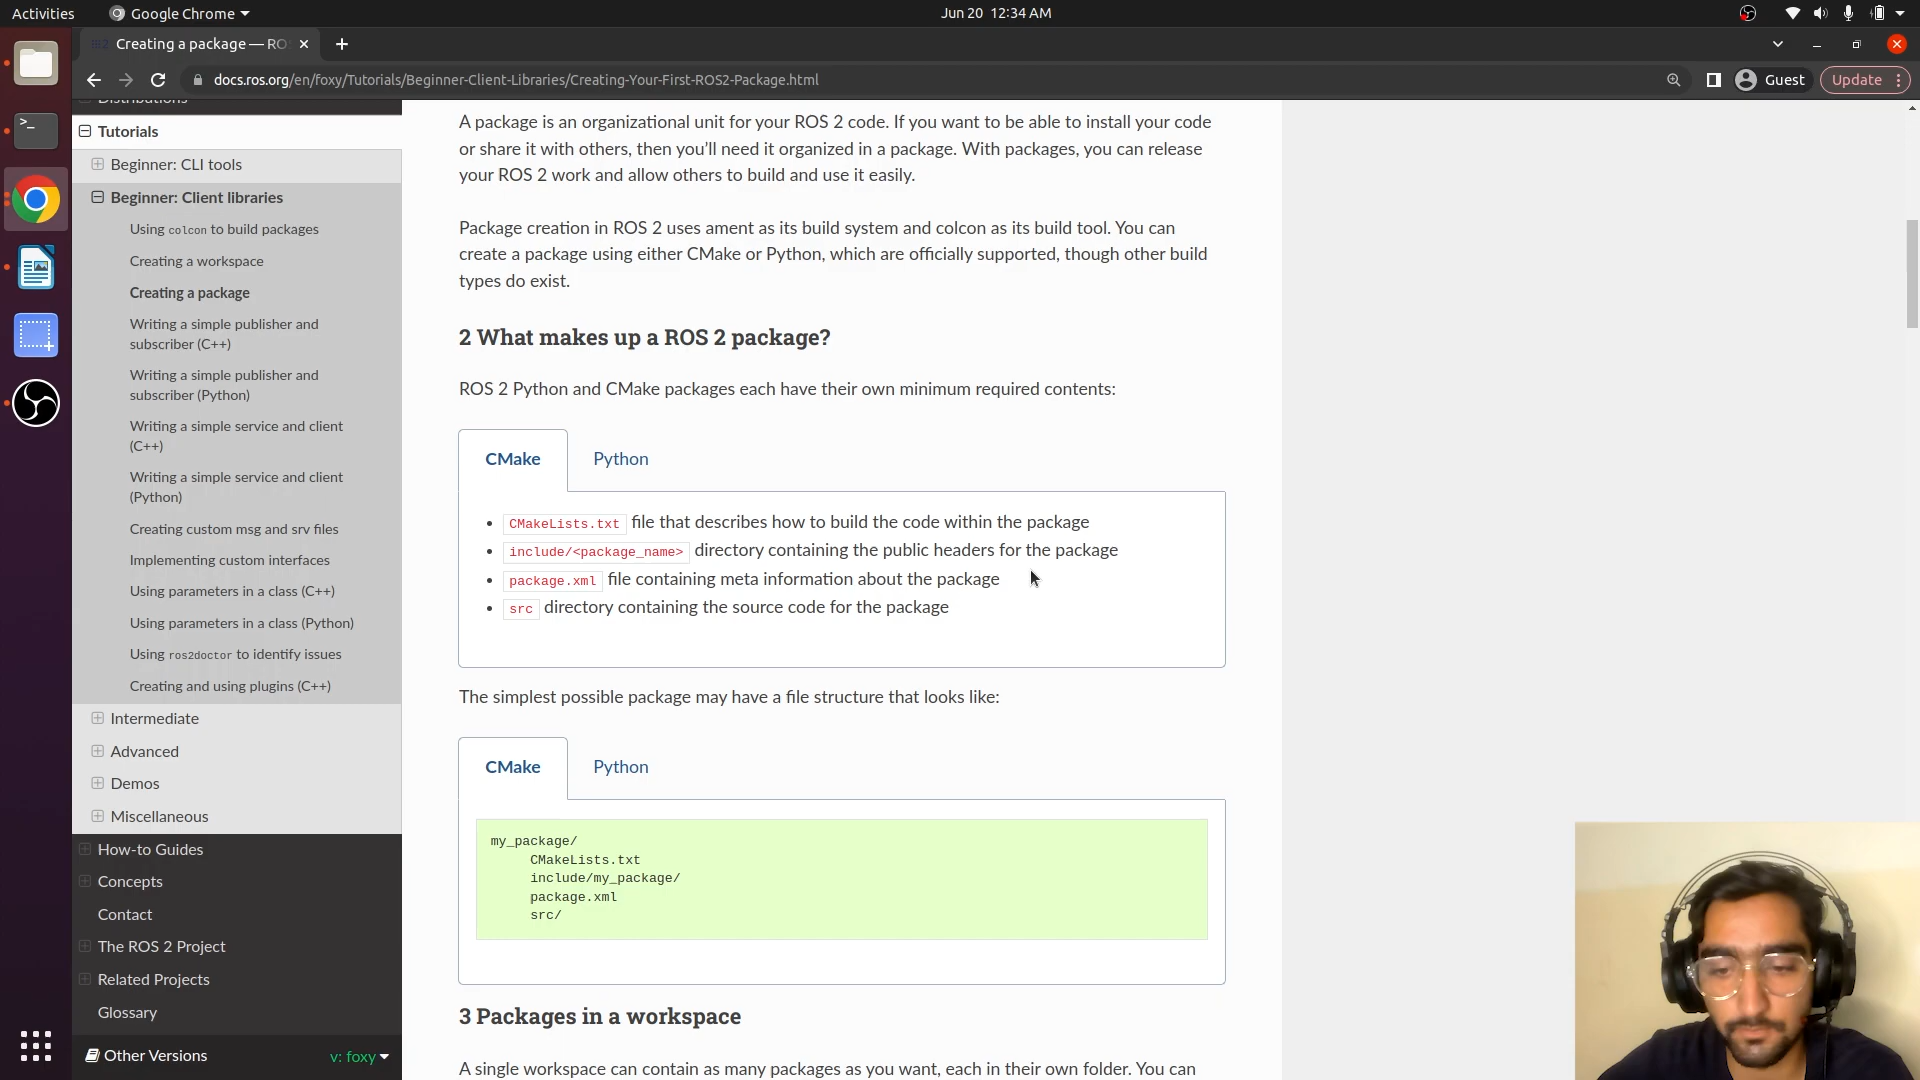 Activities
Google Chrome
Jun 20 12:34 AM
Creating a package — RO
docs.ros.org/en/foxy/Tutorials/Beginner-Client-Libraries/Creating-Your-First-ROS2-Package.html
Guest
Update
Distributions
Tutorials
Beginner: CLI tools
Beginner: Client libraries
Using colcon to build packages
Creating a workspace
Creating a package
Writing a simple publisher and
subscriber (C++)
Writing a simple publisher and
subscriber (Python)
Writing a simple service and client
(C++)
Writing a simple service and client
(Python)
Creating custom msg and srv files
Implementing custom interfaces
Using parameters in a class (C++)
Using parameters in a class (Python)
Using ros2doctor to identify issues
Creating and using plugins (C++)
Intermediate
Advanced
Demos
Miscellaneous
How-to Guides
Concepts
Contact
The ROS 2 Project
Related Projects
Glossary
Other Versions
v: foxy
A package is an organizational unit for your ROS 2 code. If you want to be able to install your code
or share it with others, then you’ll need it organized in a package. With packages, you can release
your ROS 2 work and allow others to build and use it easily.
Package creation in ROS 2 uses ament as its build system and colcon as its build tool. You can
create a package using either CMake or Python, which are officially supported, though other build
types do exist.
2 What makes up a ROS 2 package?
ROS 2 Python and CMake packages each have their own minimum required contents:
CMake
Python
• CMakeLists.txt file that describes how to build the code within the package
• include/<package_name> directory containing the public headers for the package
• package.xml file containing meta information about the package
• src directory containing the source code for the package
The simplest possible package may have a file structure that looks like:
CMake
Python
my_package/
CMakeLists.txt
include/my_package/
package.xml
src/
3 Packages in a workspace
A single workspace can contain as many packages as you want, each in their own folder. You can